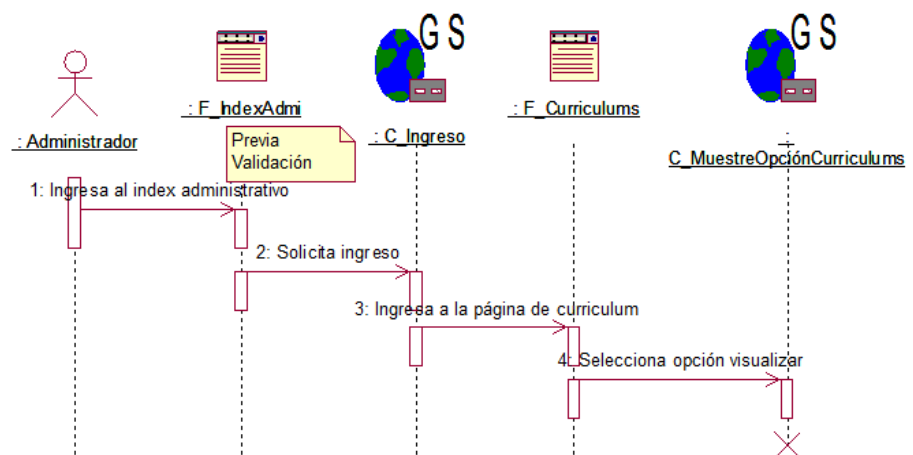 G S
G S
: F_IndexAdmi
: F_Curriculums
: Administrador
Previa
Validación
: C_Ingreso
:
C_MuestreOpciónCurriculums
1: Ingresa al index administrativo
2: Solicita ingreso
3: Ingresa a la página de curriculum
4: Selecciona opción visualizar